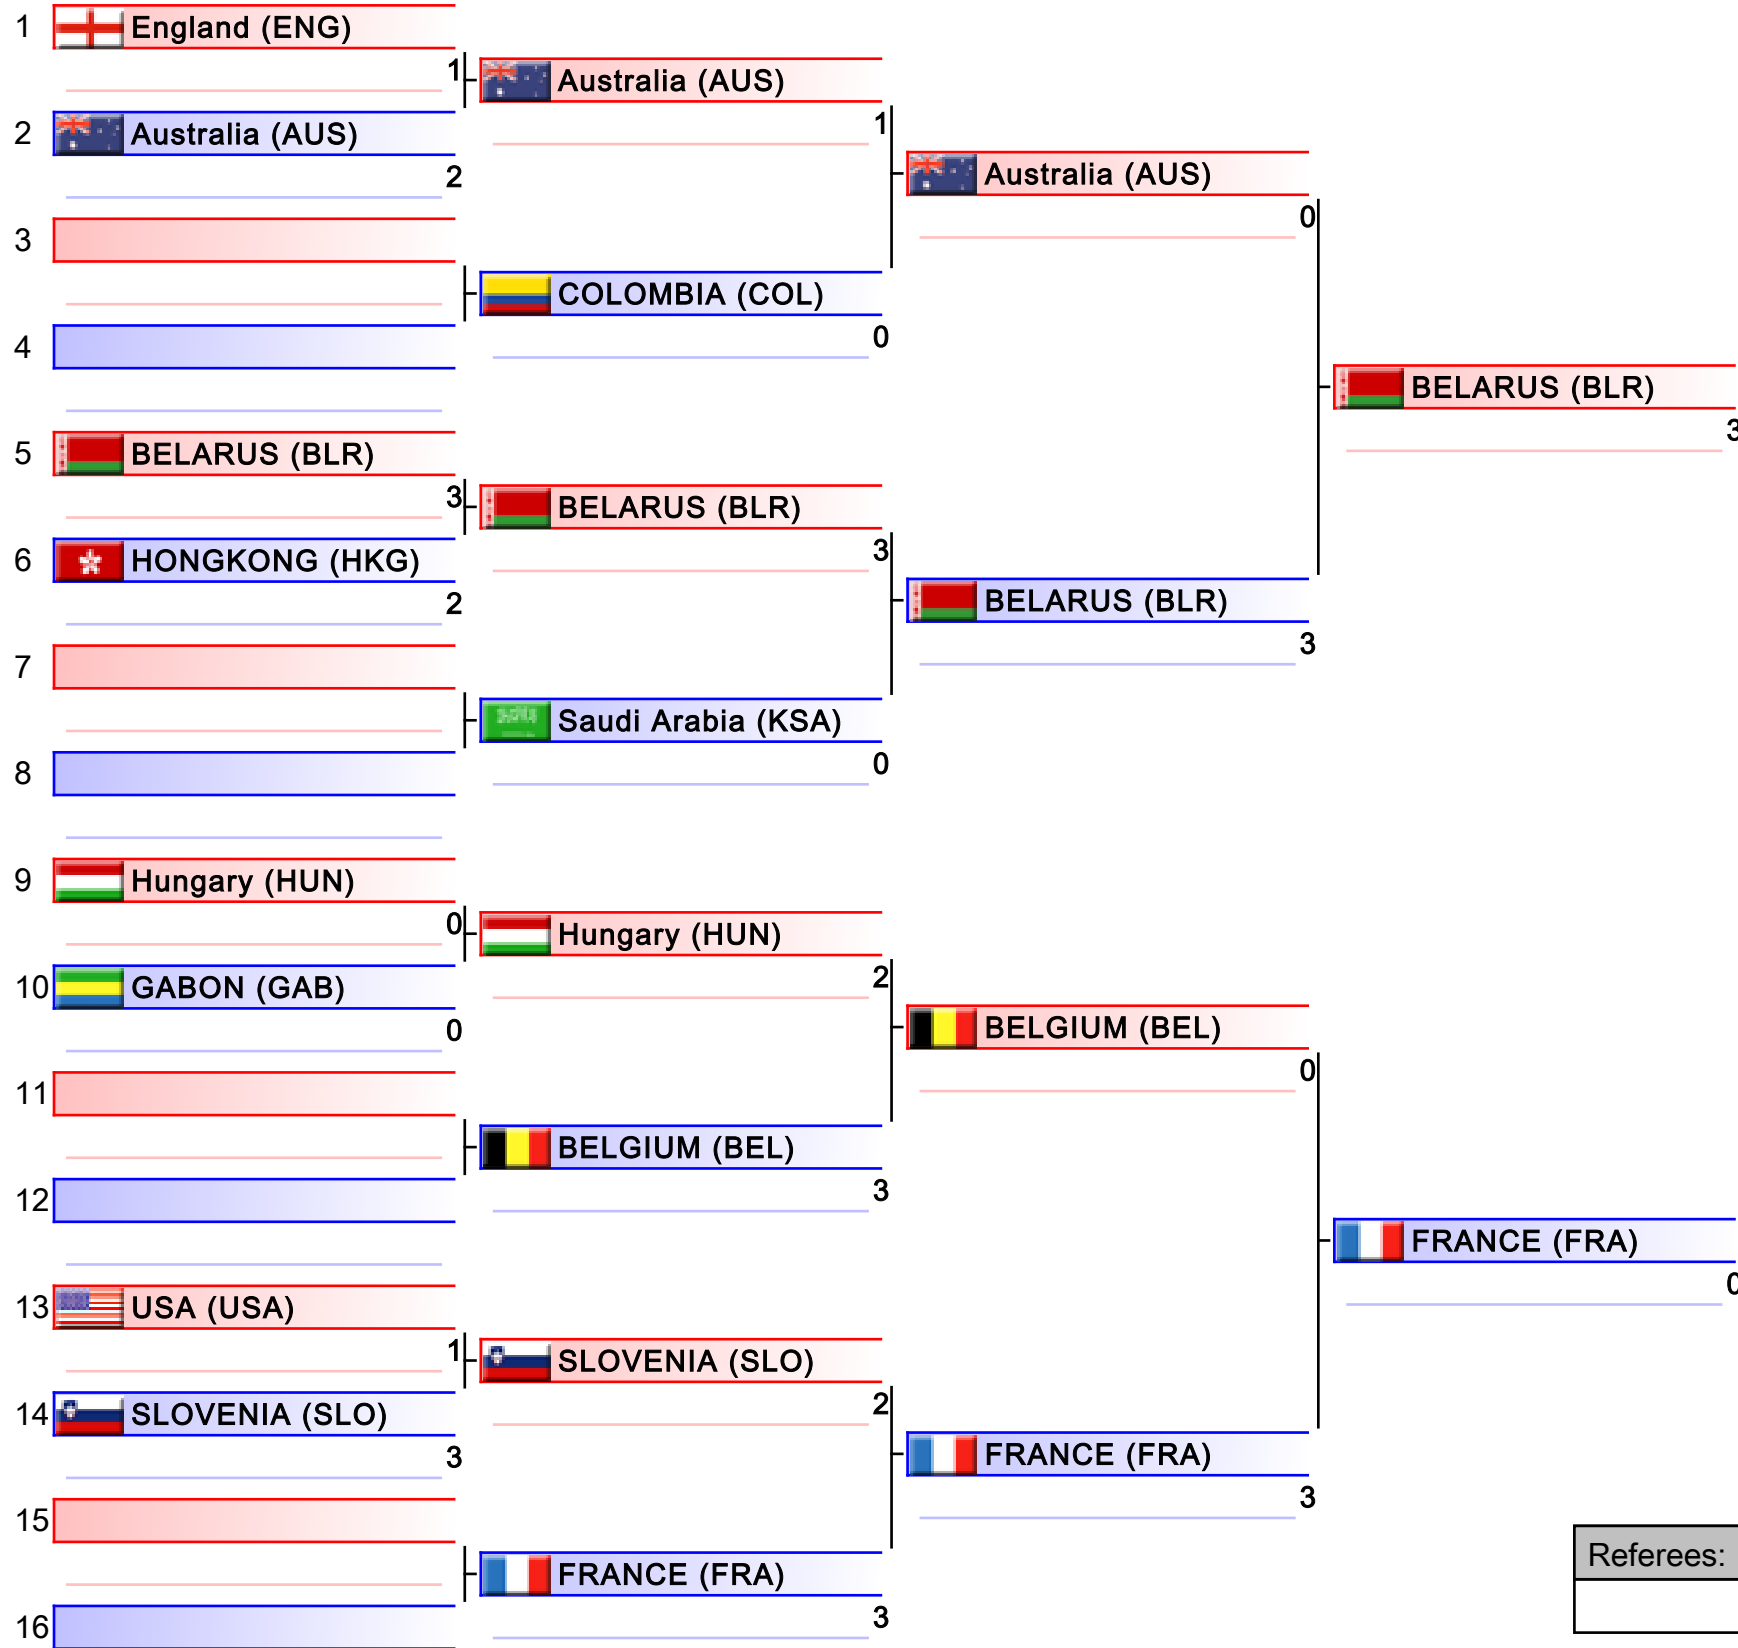 1 England (ENG)
1 Australia (AUS)
2 Australia (AUS)
1
2
Australia (AUS)
3
0
COLOMBIA (COL)
4
0
BELARUS (BLR)
3
5 BELARUS (BLR)
3 BELARUS (BLR)
6 HONGKONG (HKG)
3
2
BELARUS (BLR)
3
7
Saudi Arabia (KSA)
8
0
9 Hungary (HUN)
0 Hungary (HUN)
10 GABON (GAB)
2
0
BELGIUM (BEL)
0
11
BELGIUM (BEL)
12
3
FRANCE (FRA)
0
13 USA (USA)
1 SLOVENIA (SLO)
14 SLOVENIA (SLO)
2
3
FRANCE (FRA)
3
15
Referees:
FRANCE (FRA)
16
3